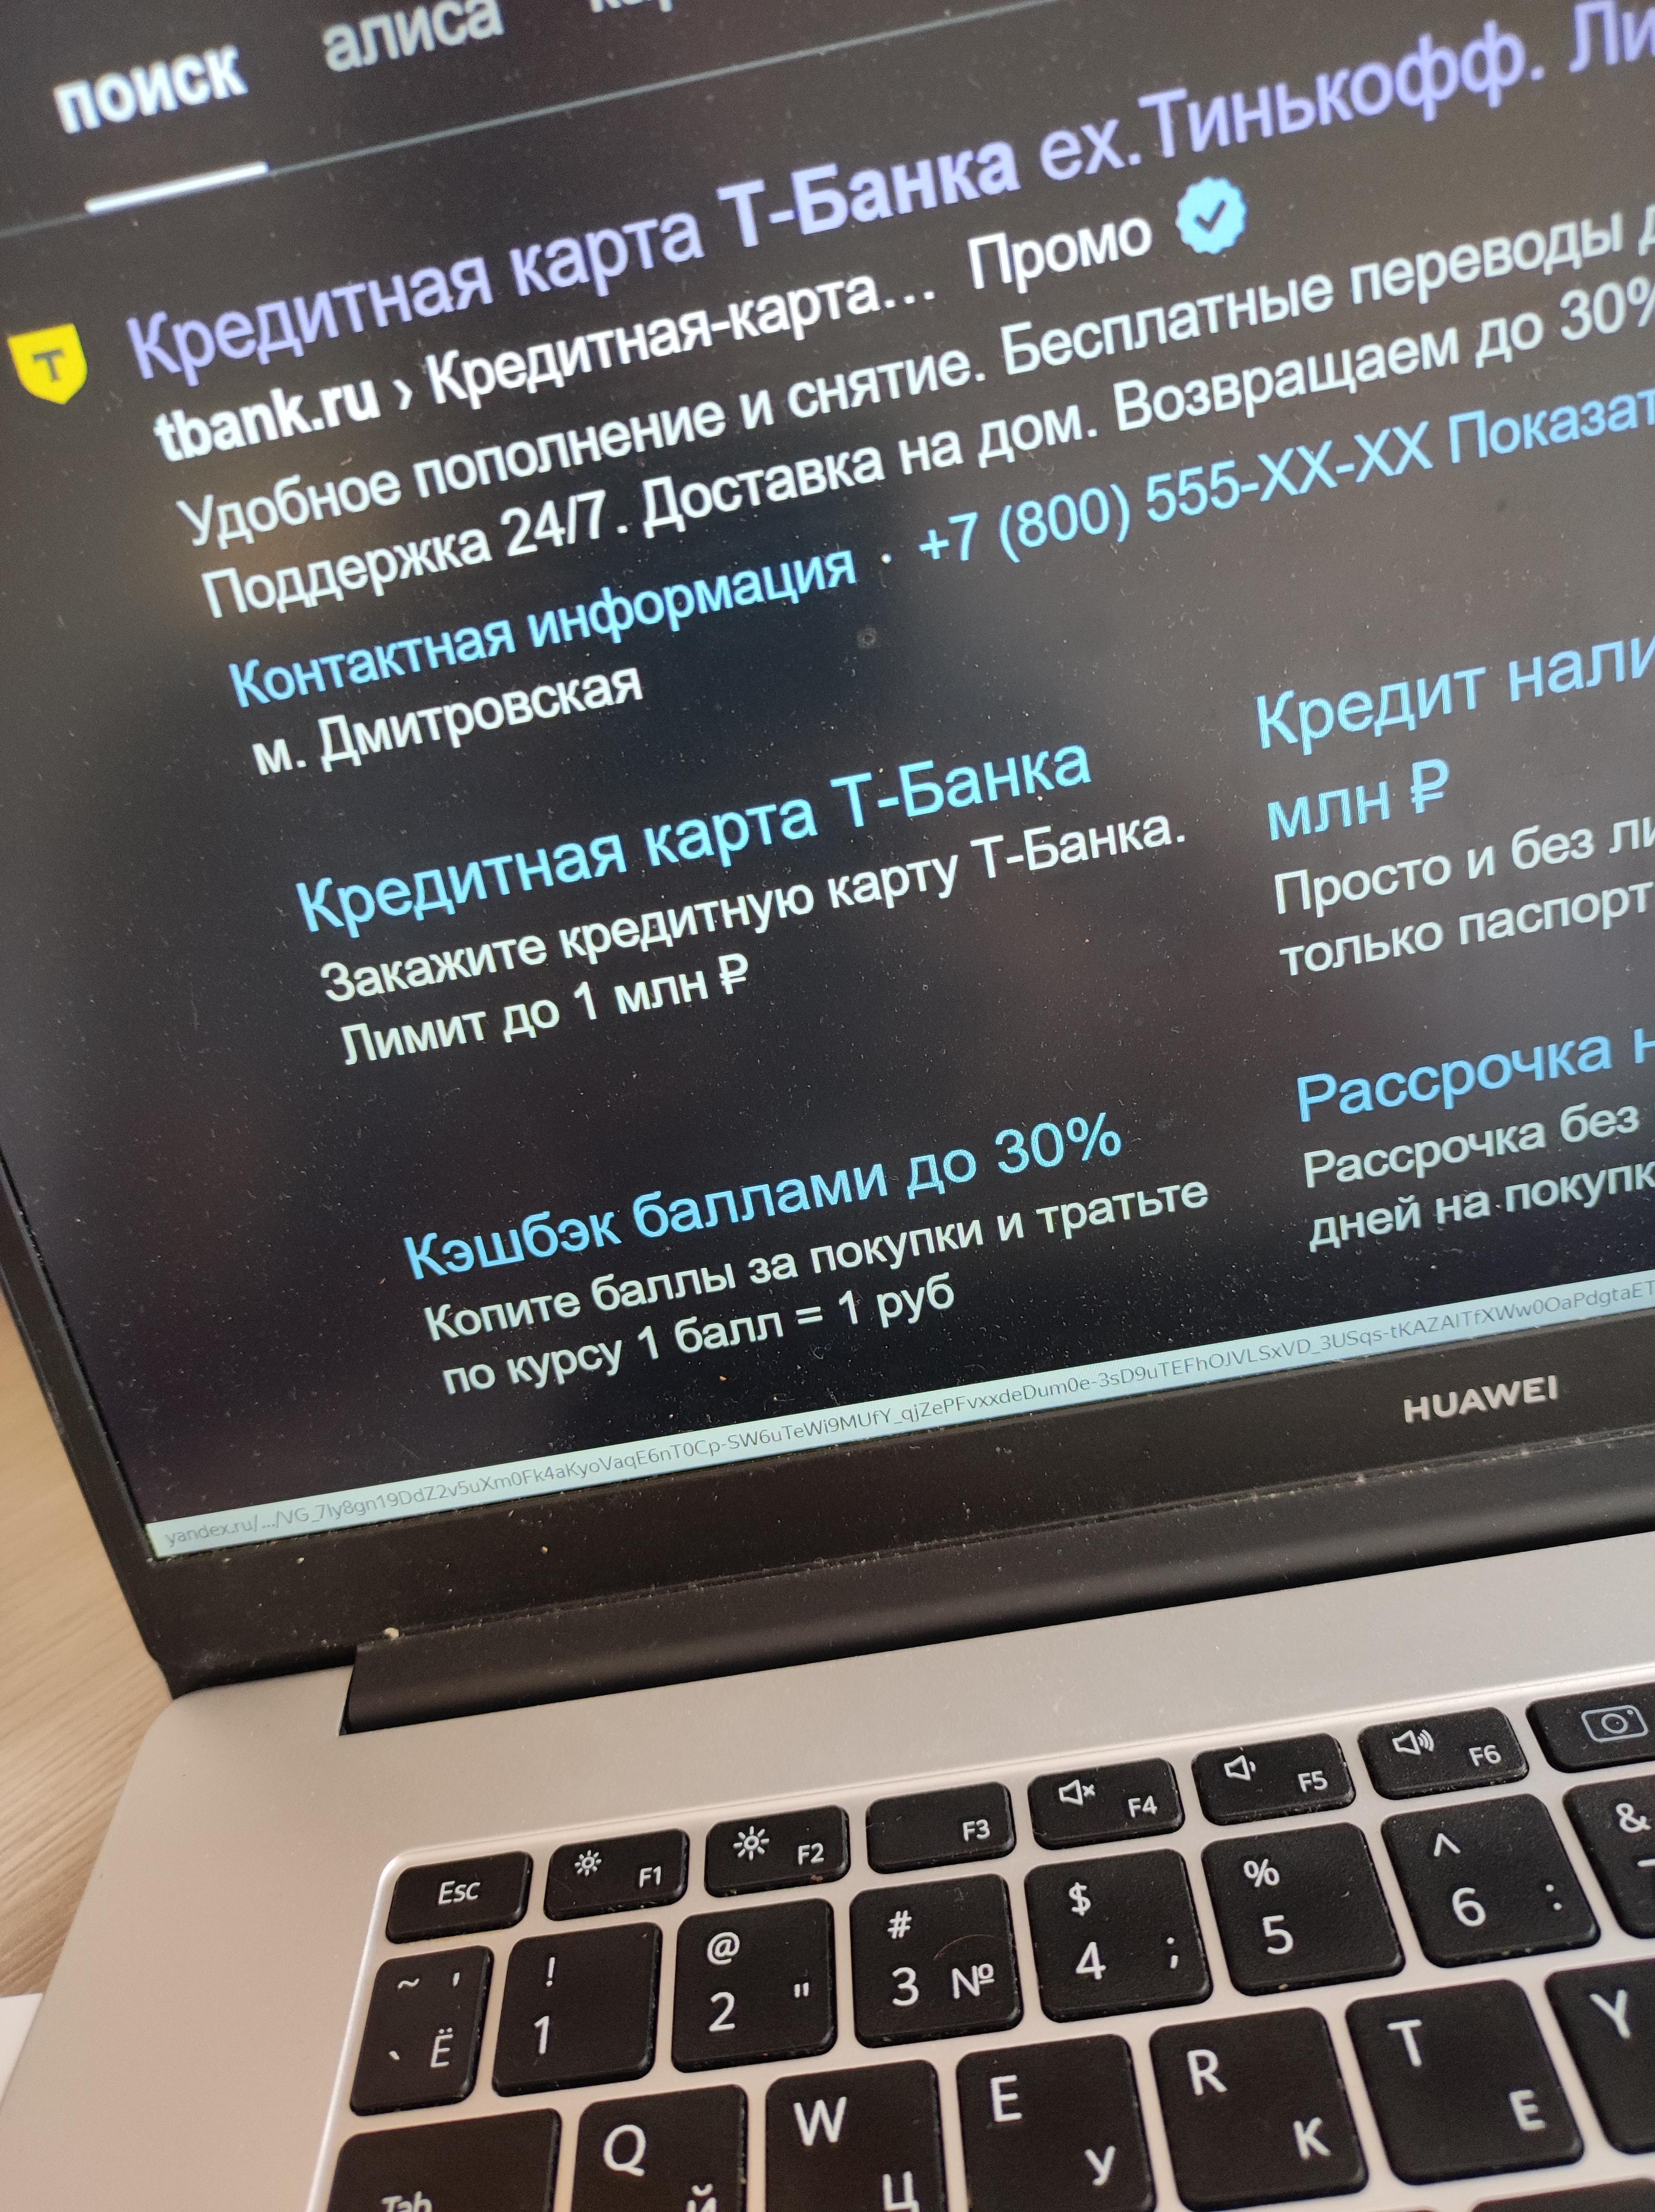 поиск алиса
Кредитная карта Т-Банка ex.Тинькофф.
tbank.ru › Кредитная-карта... Промо
Удобное пополнение и снятие. Бесплатные переводы
Поддержка 24/7. Доставка на дом. Возвращаем до 30%
Контактная информация · +7 (800) 555-XX-XX Показат
м. Дмитровская
Кредитная карта Т-Банка
Закажите кредитную карту Т-Банка.
Лимит до 1 млн ₽
Кредит нали
млн ₽
Просто и без ли
только паспорт
Кэшбэк баллами до 30%
Копите баллы за покупки и тратьте
по курсу 1 балл = 1 руб
Рассрочка н
Рассрочка без
дней на покупк
yandex.ru/.../VG_7Iy8gn19DdZ2v5uXm0Fk4aKyoVaqE6nT0Cp-SW6uTeWi9MUfY_qjZePFvxxdeDum0e-3sD9uTEFhOJVLSxVD_3USqs-tKAZAITfXWw0OaPdgtaET
HUAWEI
Esc F1 F2 F3 F4 F5 F6
~ ' ! @ # $ % ^ &
` Ё 1 2 " 3 № 4 ; 5 6 :
Tab Q W E R T Y
Й Ц У К Е